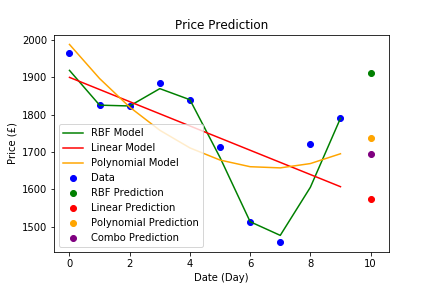 Price Prediction
2000
1900
1800
1700
1600
1500
Price (£)
RBF Model
Linear Model
Polynomial Model
Data
RBF Prediction
Linear Prediction
Polynomial Prediction
Combo Prediction
0 2 4 6 8 10
Date (Day)